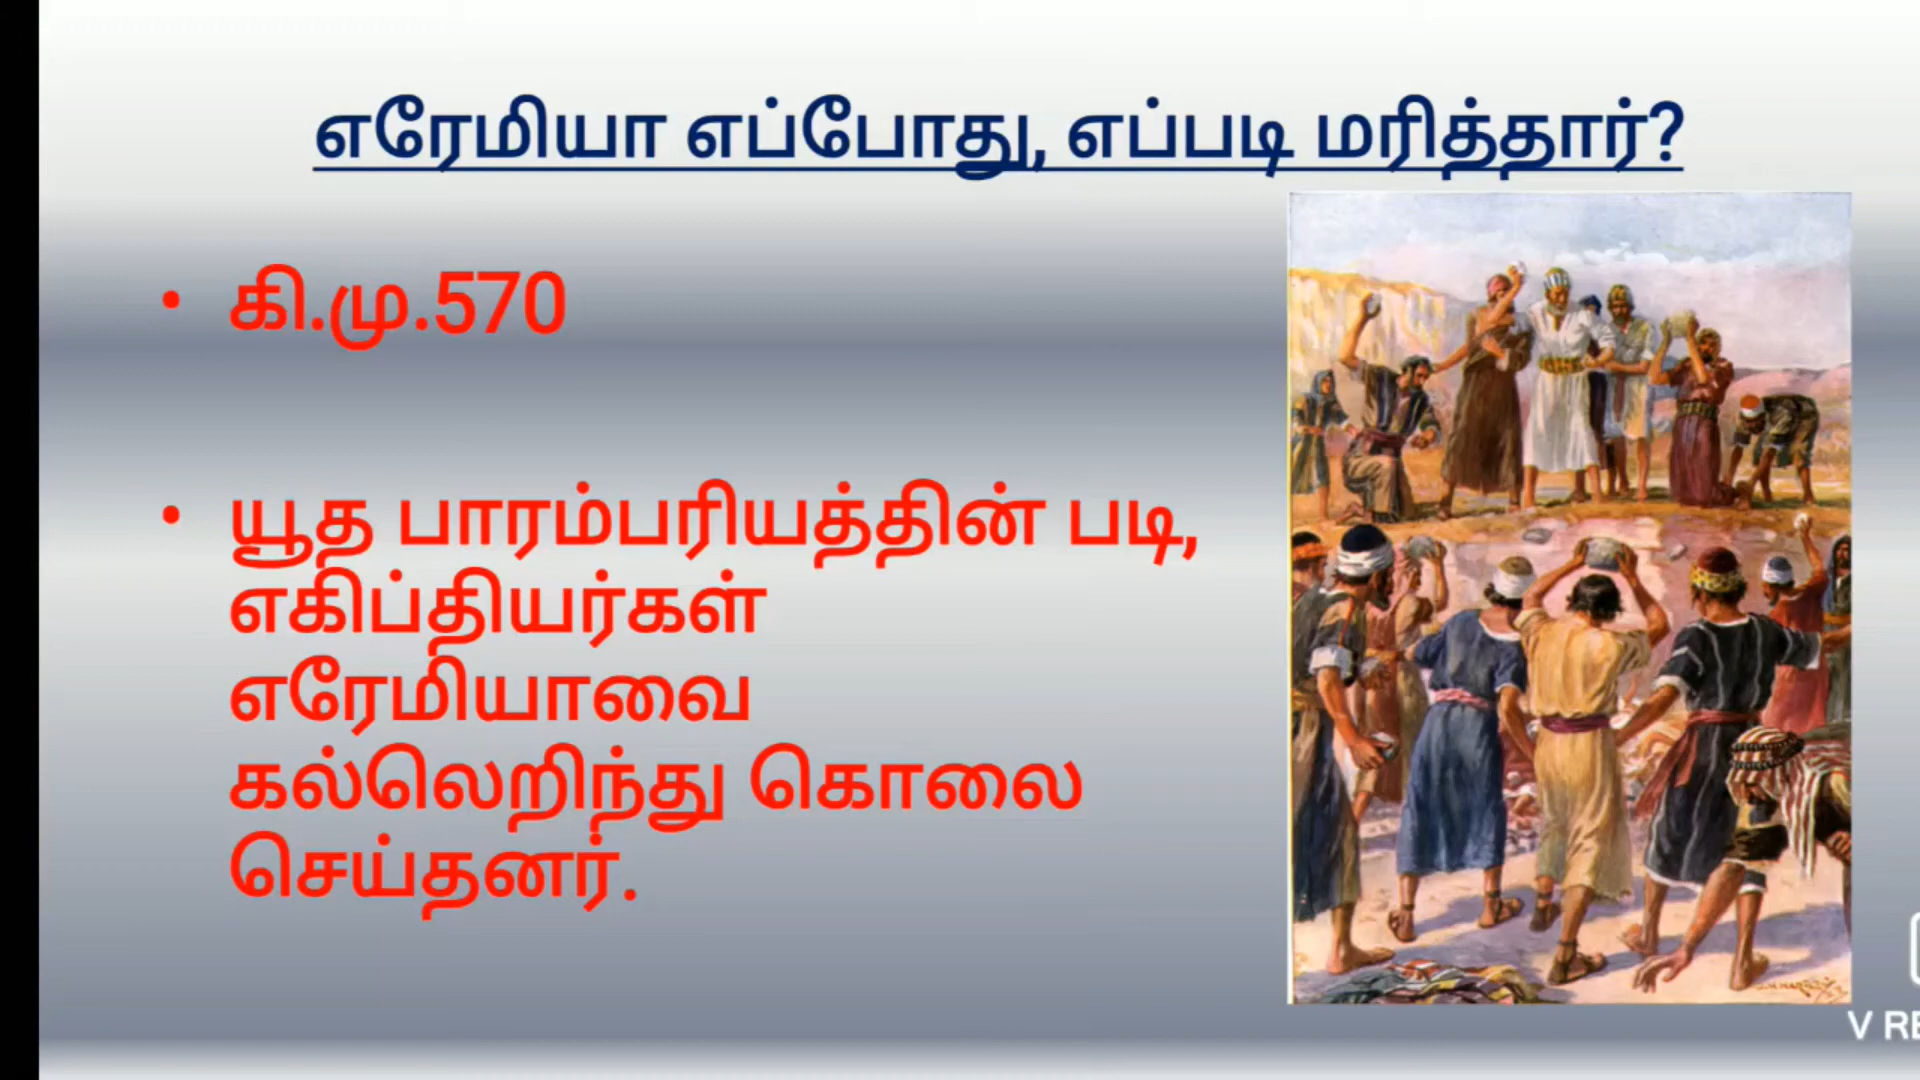 எரேமியா எப்போது, எப்படி மரித்தார்?
• கி.மு.570
• யூத பாரம்பரியத்தின் படி,
எகிப்தியர்கள்
எரேமியாவை
கல்லெறிந்து கொலை
செய்தனர்.